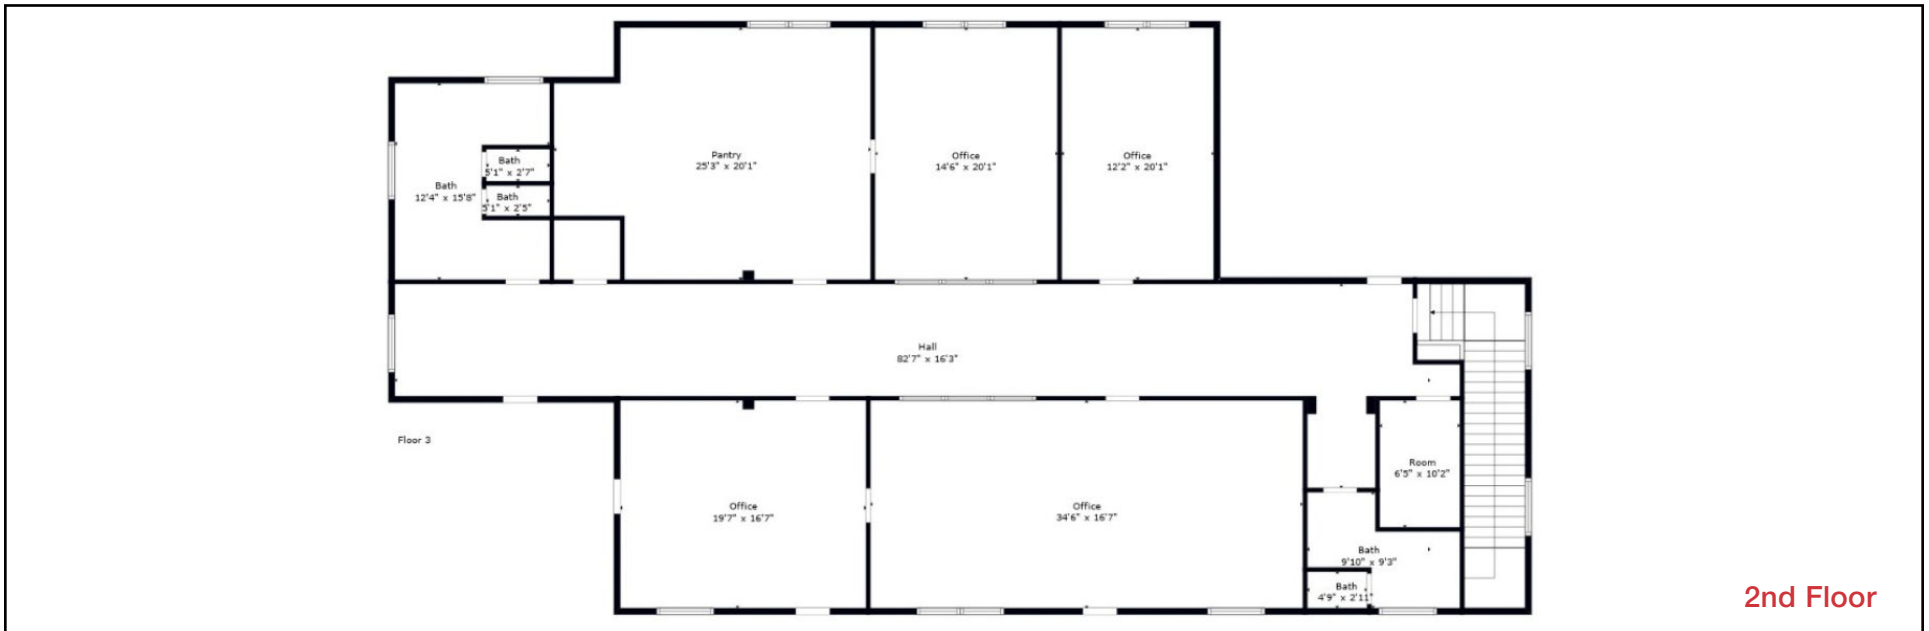 Pantry
25'3" x 20'1"
Office
14'6" x 20'1"
Office
12'2" x 20'1"
Bath
5'1" x 2'7"
Bath
12'4" x 15'8"
Bath
5'1" x 2'5"
Hall
82'7" x 16'3"
Floor 3
Room
6'5" x 10'2"
Office
19'7" x 16'7"
Office
34'6" x 16'7"
Bath
9'10" x 9'3"
Bath
4'9" x 2'11"
2nd Floor